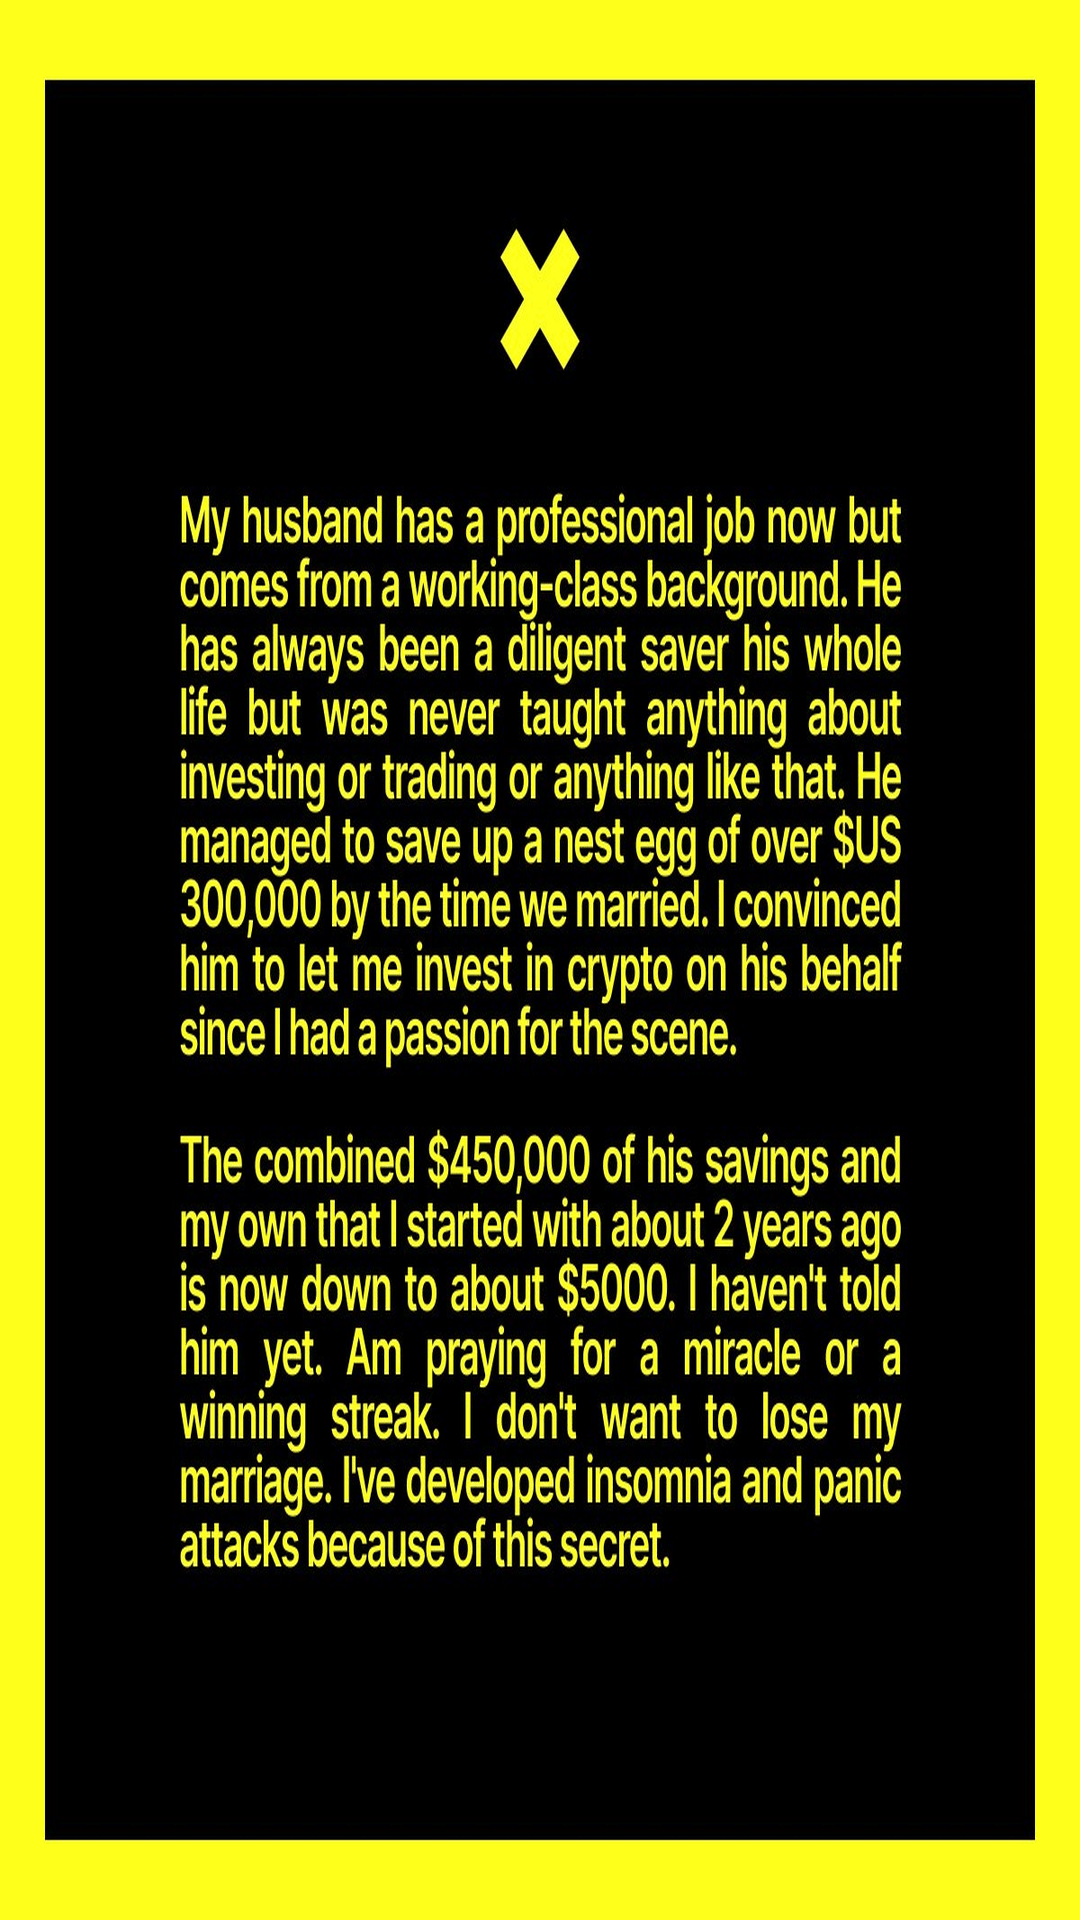 X
My husband has a professional job now but
comes from a working-class background. He
has always been a diligent saver his whole
life but was never taught anything about
investing or trading or anything like that. He
managed to save up a nest egg of over $US
300,000 by the time we married. I convinced
him to let me invest in crypto on his behalf
since I had a passion for the scene.
The combined $450,000 of his savings and
my own that I started with about 2 years ago
is now down to about $5000. I haven't told
him yet. Am praying for a miracle or a
winning streak. I don't want to lose my
marriage. I've developed insomnia and panic
attacks because of this secret.